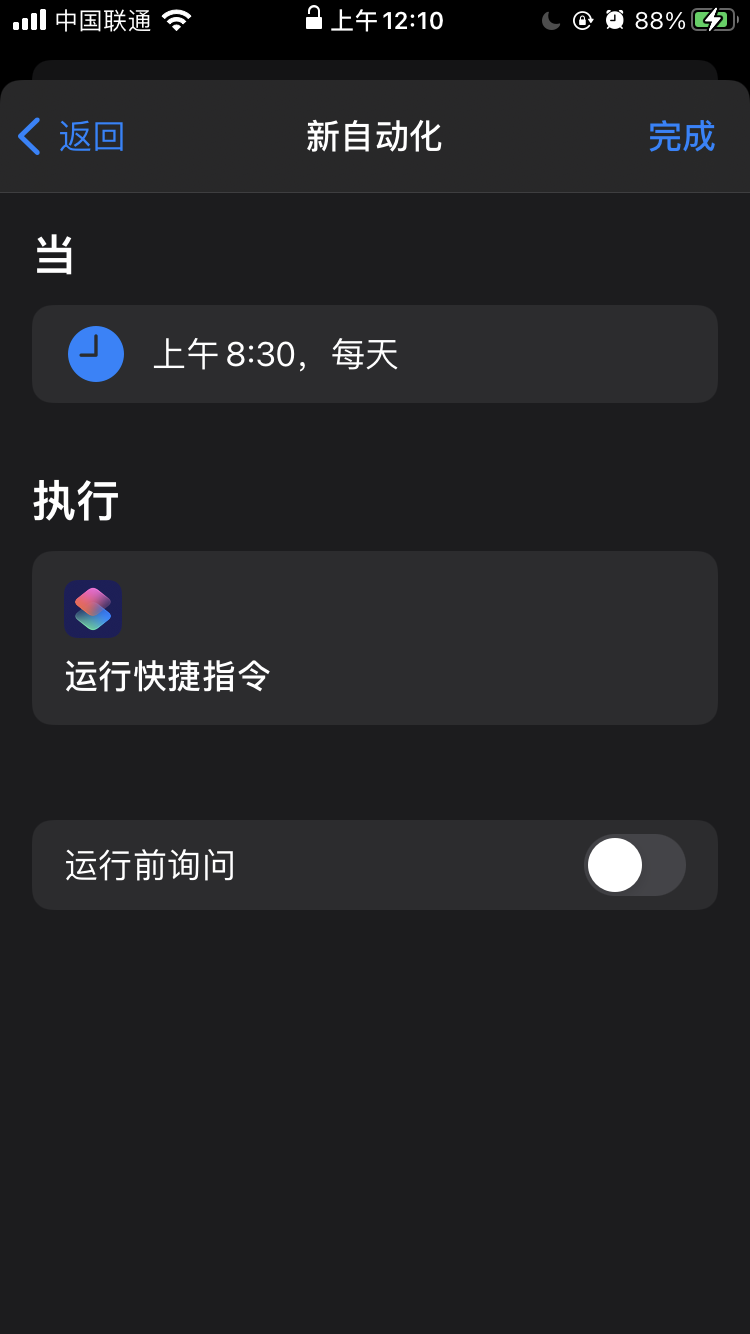 中国联通 上午12:10 88%
返回 新自动化 完成
当
上午 8:30，每天
执行
运行快捷指令
运行前询问